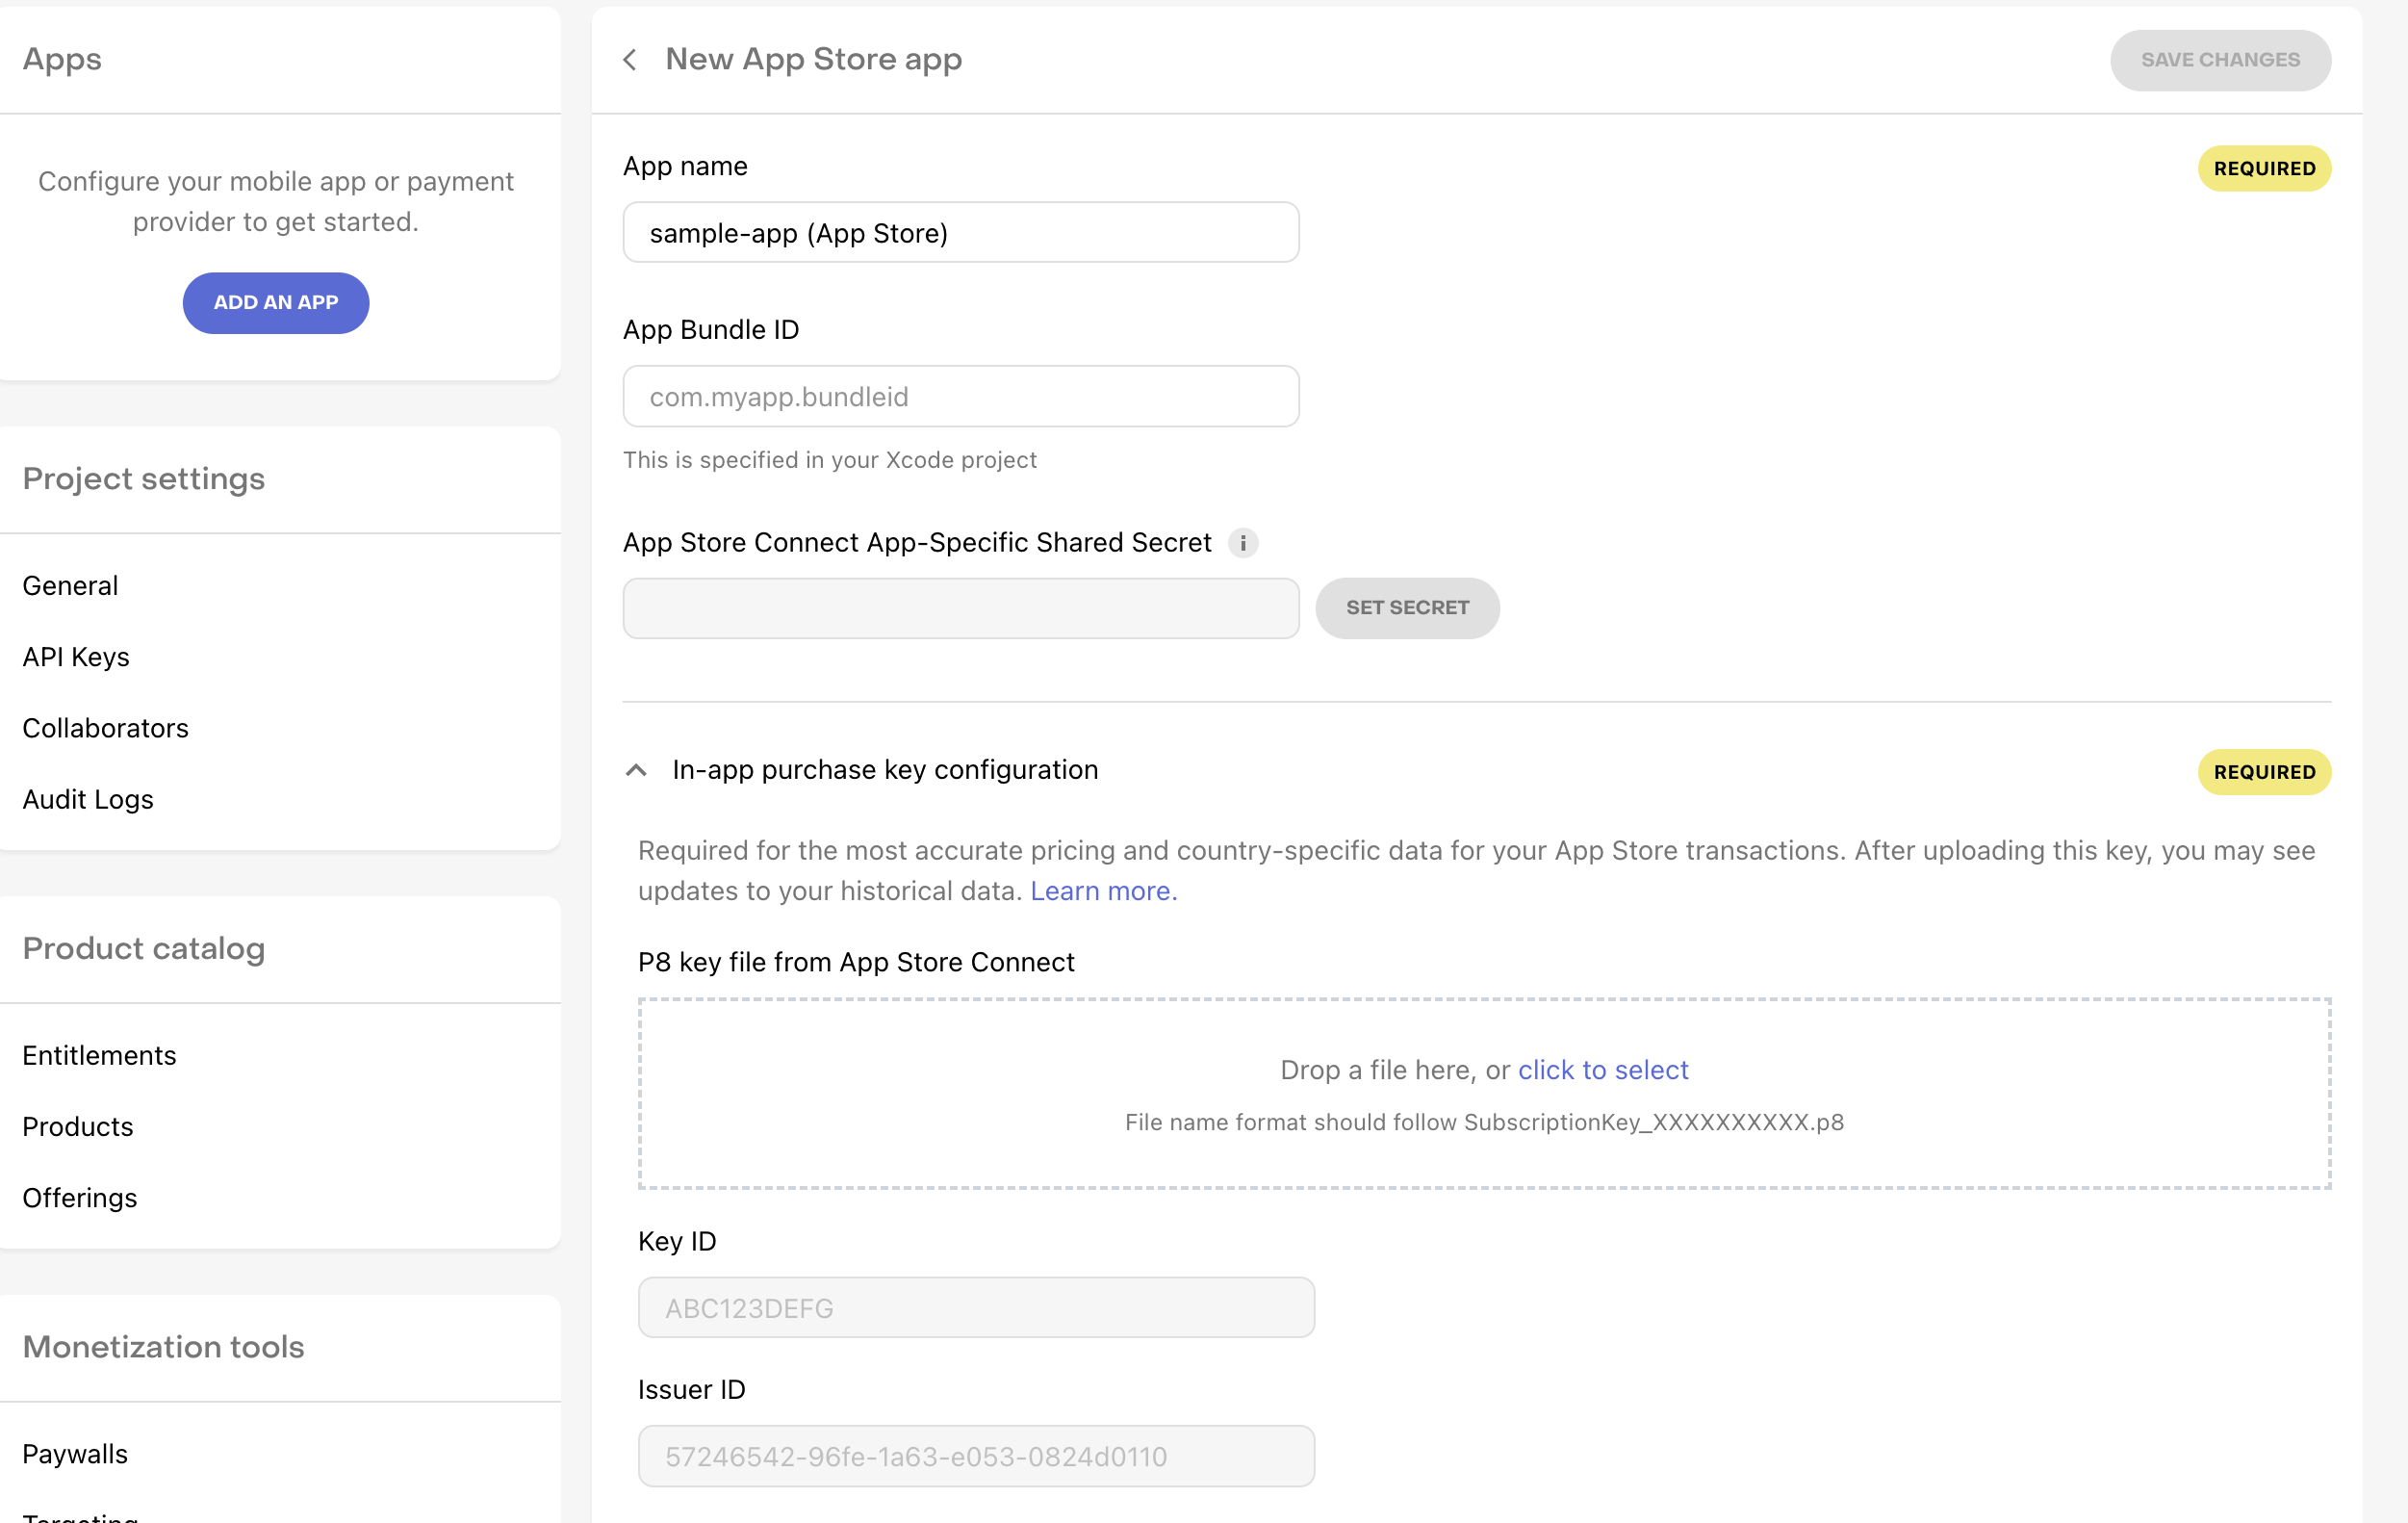 Apps
Configure your mobile app or payment
provider to get started.
ADD AN APP
Project settings
General
API Keys
Collaborators
Audit Logs
Product catalog
Entitlements
Products
Offerings
Monetization tools
Paywalls
Targeting
New App Store app
SAVE CHANGES
App name
REQUIRED
sample-app (App Store)
App Bundle ID
com.myapp.bundleid
This is specified in your Xcode project
App Store Connect App-Specific Shared Secret
SET SECRET
In-app purchase key configuration
REQUIRED
Required for the most accurate pricing and country-specific data for your App Store transactions. After uploading this key, you may see
updates to your historical data. Learn more.
P8 key file from App Store Connect
Drop a file here, or click to select
File name format should follow SubscriptionKey_XXXXXXXXXX.p8
Key ID
ABC123DEFG
Issuer ID
57246542-96fe-1a63-e053-0824d0110